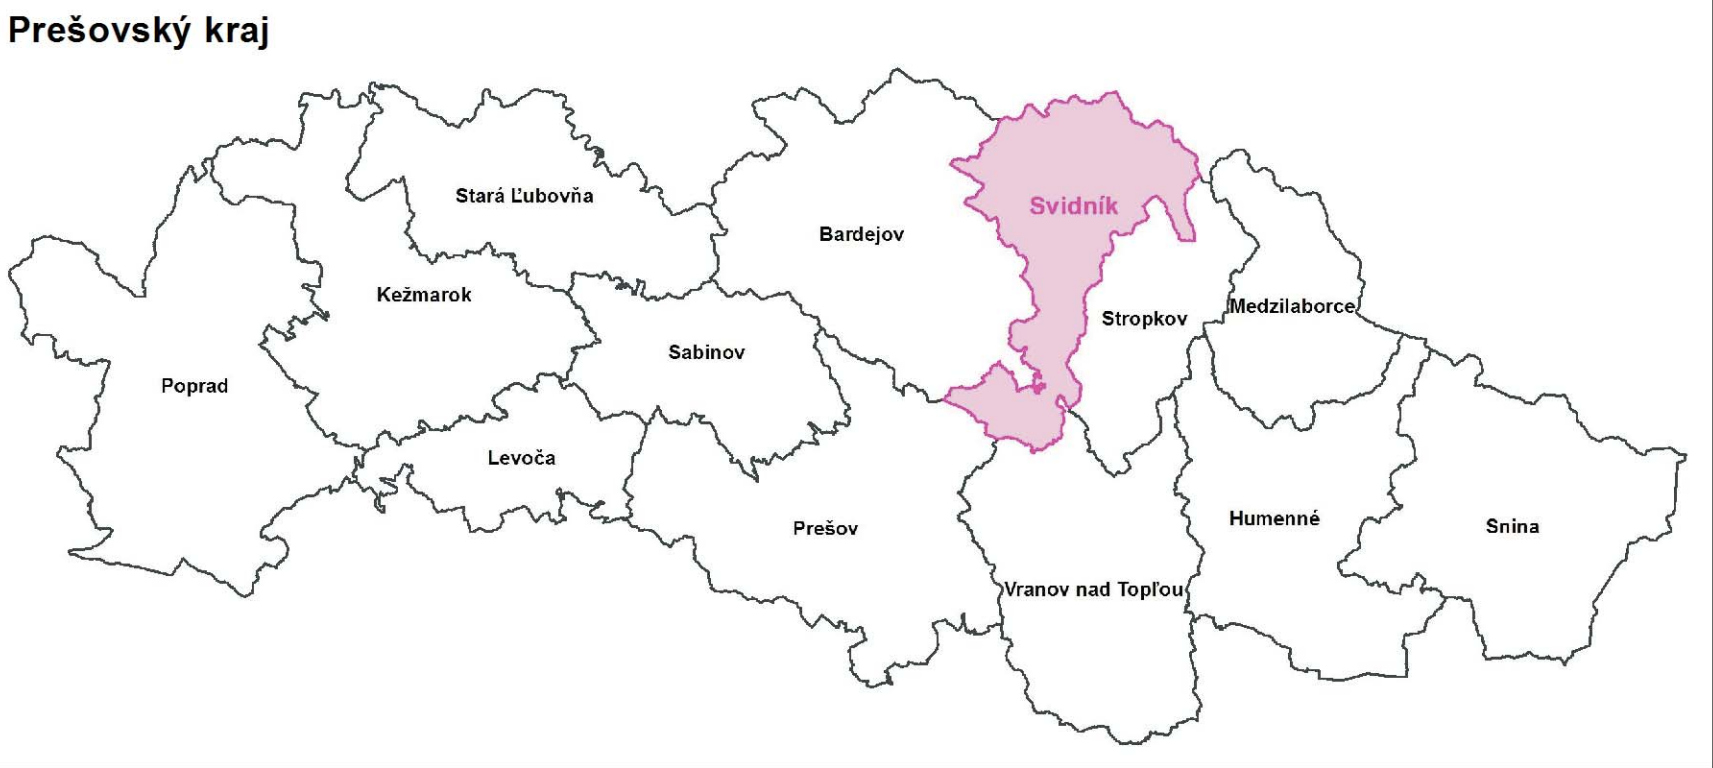 Prešovský kraj
Stará Ľubovňa
Svidník
Bardejov
Kežmarok
Medzilaborce
Stropkov
Sabinov
Poprad
Levoča
Humenné
Snina
Prešov
Vranov nad Topľou